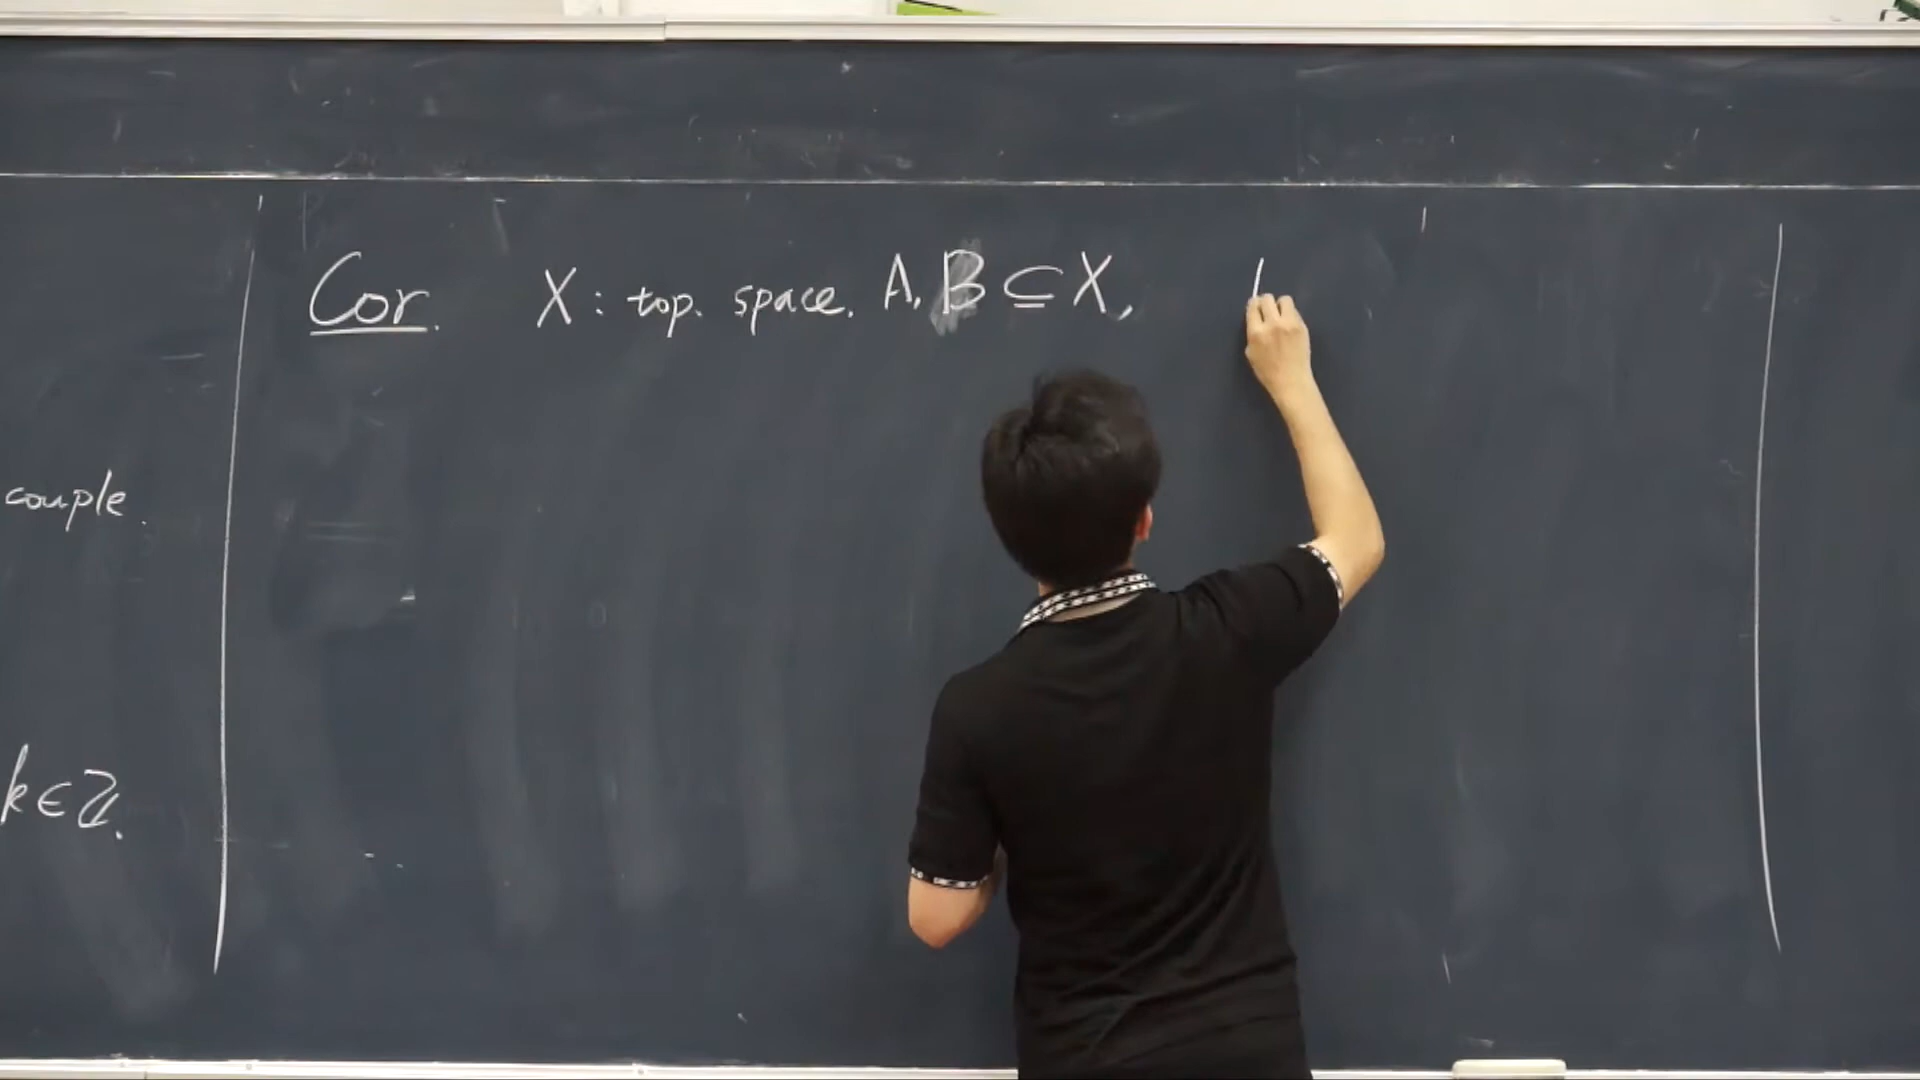 couple.
k ∈ ℤ.
Cor. X : top. space. A, B ⊆ X,